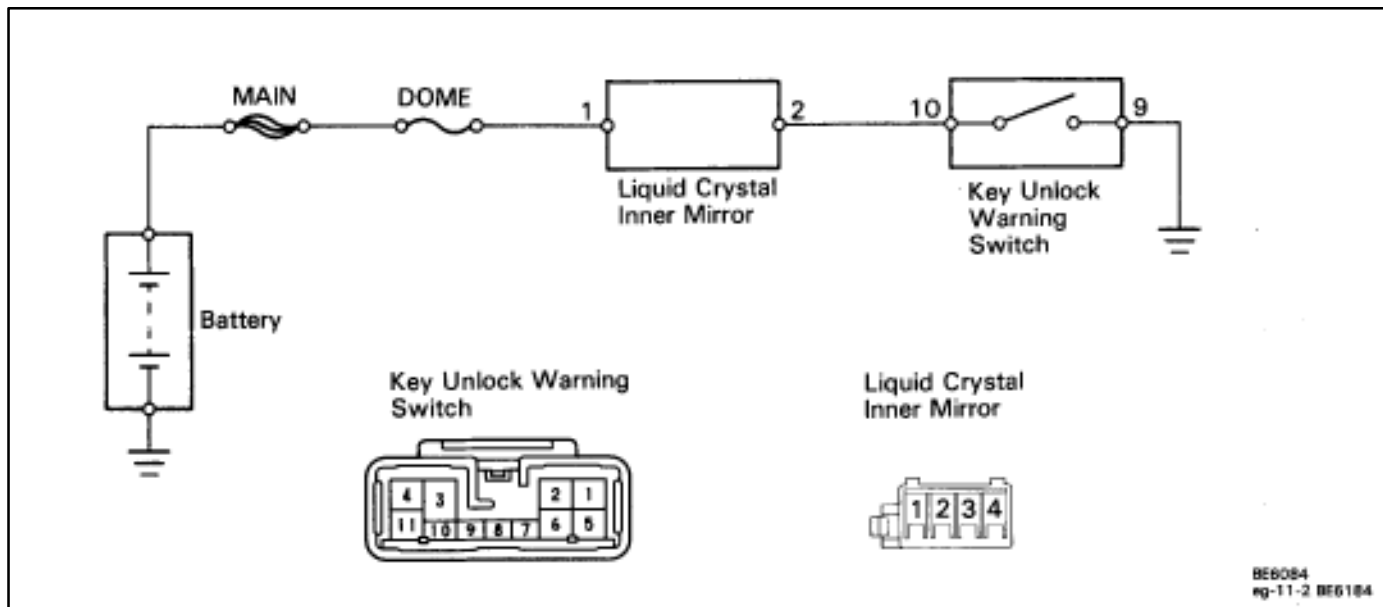 MAIN
DOME
1
2
10
9
Liquid Crystal
Inner Mirror
Key Unlock
Warning
Switch
Battery
Key Unlock Warning
Switch
4 3 2 1
11 10 9 8 7 6 5
Liquid Crystal
Inner Mirror
1 2 3 4
BE6084
eg-11-2 BE6184